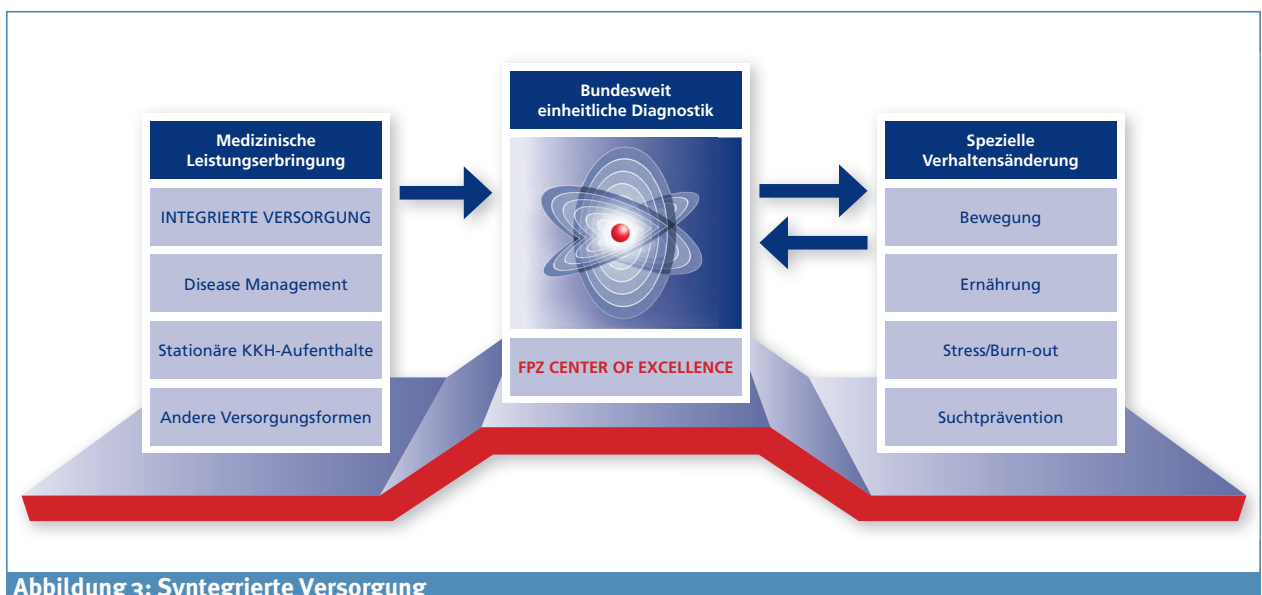 Medizinische
Leistungserbringung
INTEGRIERTE VERSORGUNG
Disease Management
Stationäre KKH-Aufenthalte
Andere Versorgungsformen
Bundesweit
einheitliche Diagnostik
FPZ CENTER OF EXCELLENCE
Spezielle
Verhaltensänderung
Bewegung
Ernährung
Stress/Burn-out
Suchtprävention
Abbildung 3: Syntegrierte Versorgung